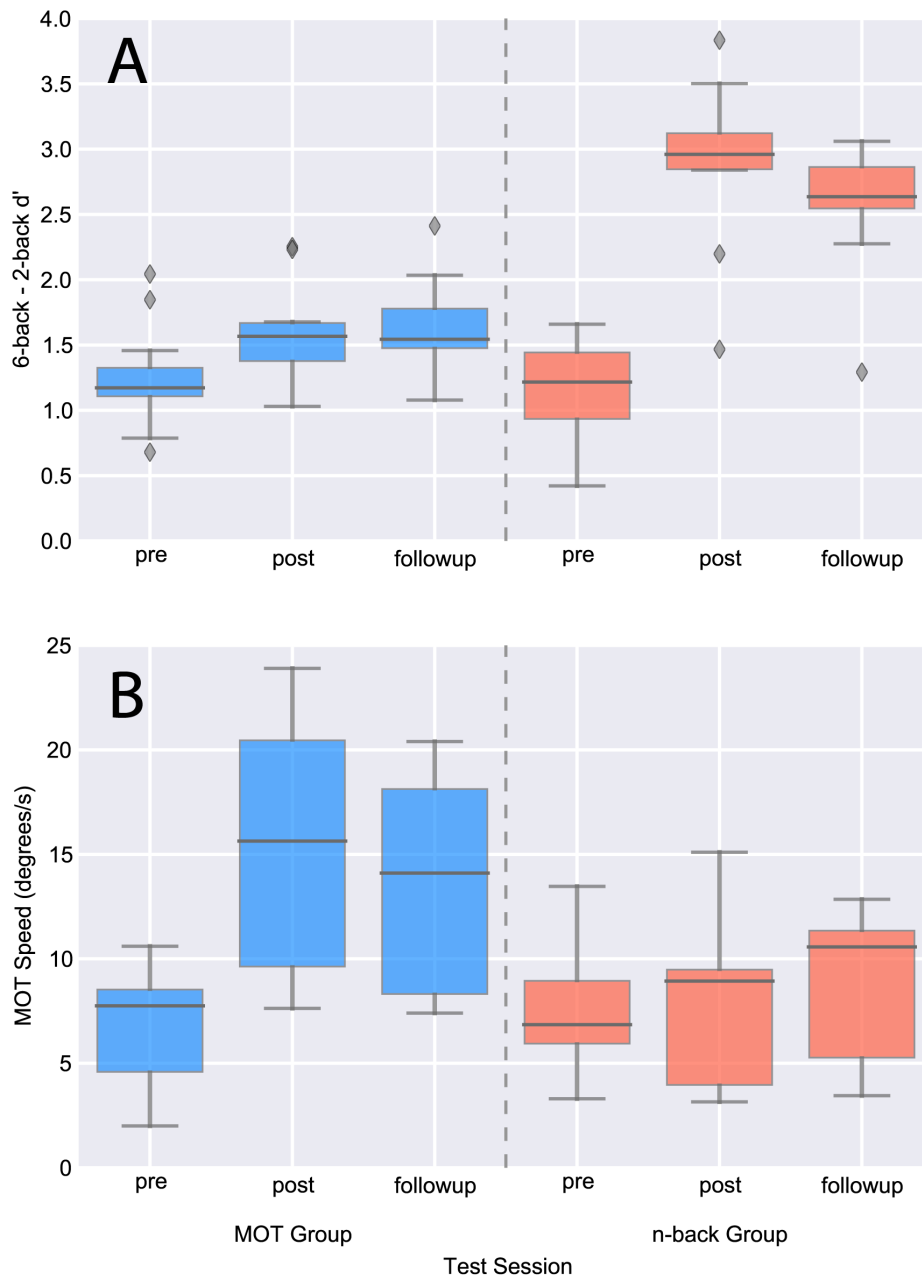 A
4.0
3.5
3.0
2.5
2.0
1.5
1.0
0.5
0.0
6-back - 2-back d'
pre post followup pre post followup
B
25
20
15
10
5
0
MOT Speed (degrees/s)
pre post followup pre post followup
MOT Group n-back Group
Test Session